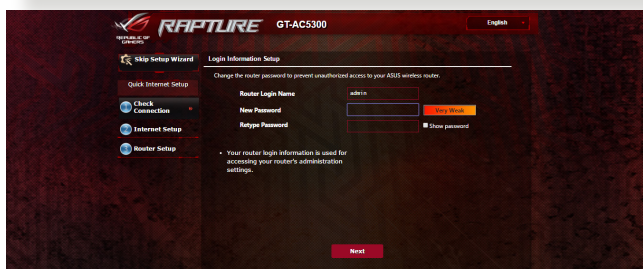 REPUBLIC OF
GAMERS
RAPTURE GT-AC5300 English
Skip Setup Wizard
Login Information Setup
Change the router password to prevent unauthorized access to your ASUS wireless router.
Quick Internet Setup
Router Login Name admin
Check
Connection
New Password Very Weak
Internet Setup
Retype Password Show password
Router Setup
• Your router login information is used for
accessing your router's administration
settings.
Next